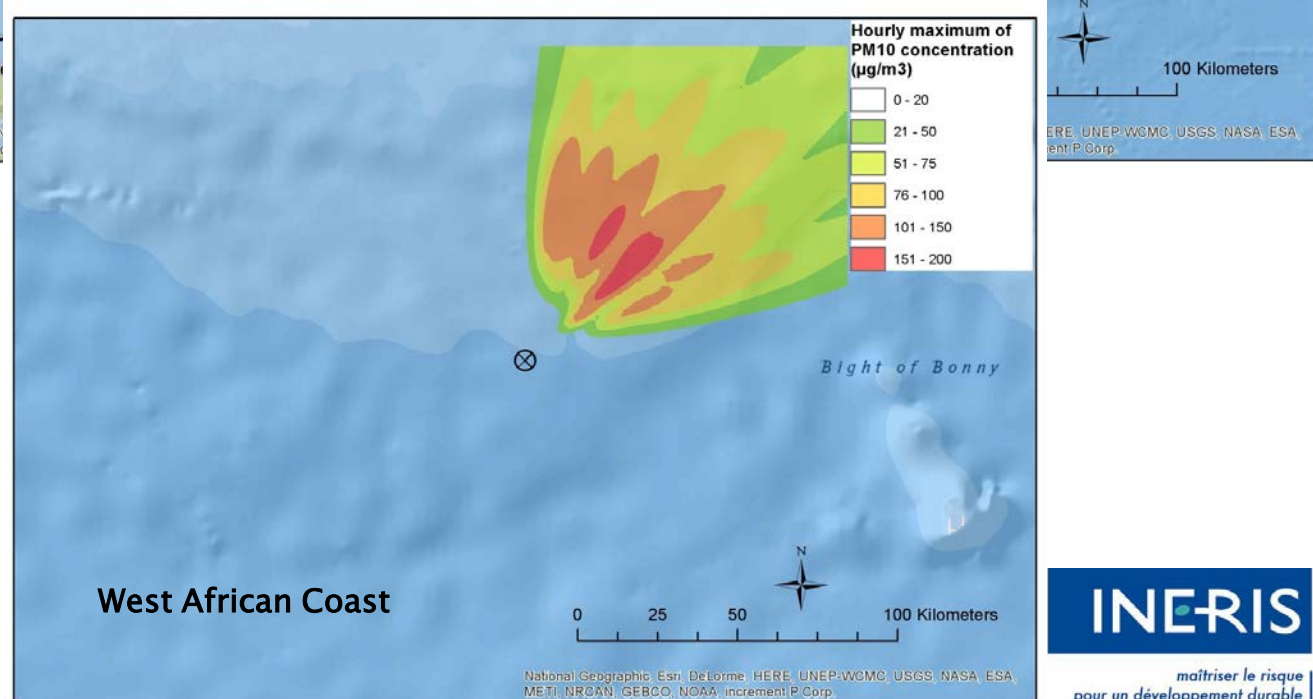 Hourly maximum of
PM10 concentration
(µg/m3)
0 - 20
21 - 50
51 - 75
76 - 100
101 - 150
151 - 200
Bight of Bonny
West African Coast
N
0 25 50 100 Kilometers
National Geographic, Esri, DeLorme, HERE, UNEP-WCMC, USGS, NASA, ESA,
METI, NRCAN, GEBCO, NOAA, increment P Corp.
N
100 Kilometers
ERE, UNEP-WCMC, USGS, NASA, ESA,
ent P Corp.
INERIS
maîtriser le risque
pour un développement durable